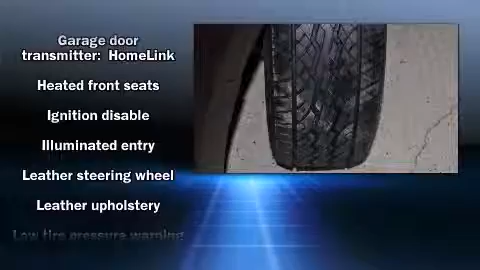 Garage door
transmitter: HomeLink
Heated front seats
Ignition disable
Illuminated entry
Leather steering wheel
Leather upholstery
Low tire pressure warning